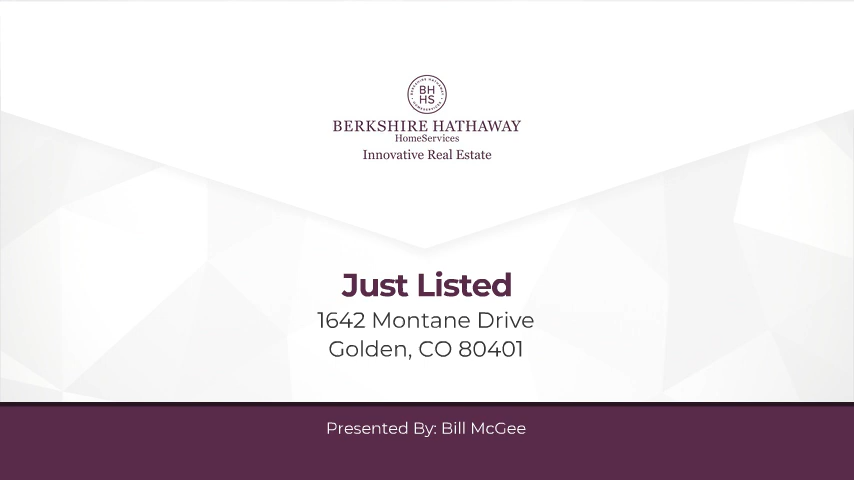 BH
HS
BERKSHIRE HATHAWAY
HomeServices
Innovative Real Estate
Just Listed
1642 Montane Drive
Golden, CO 80401
Presented By: Bill McGee